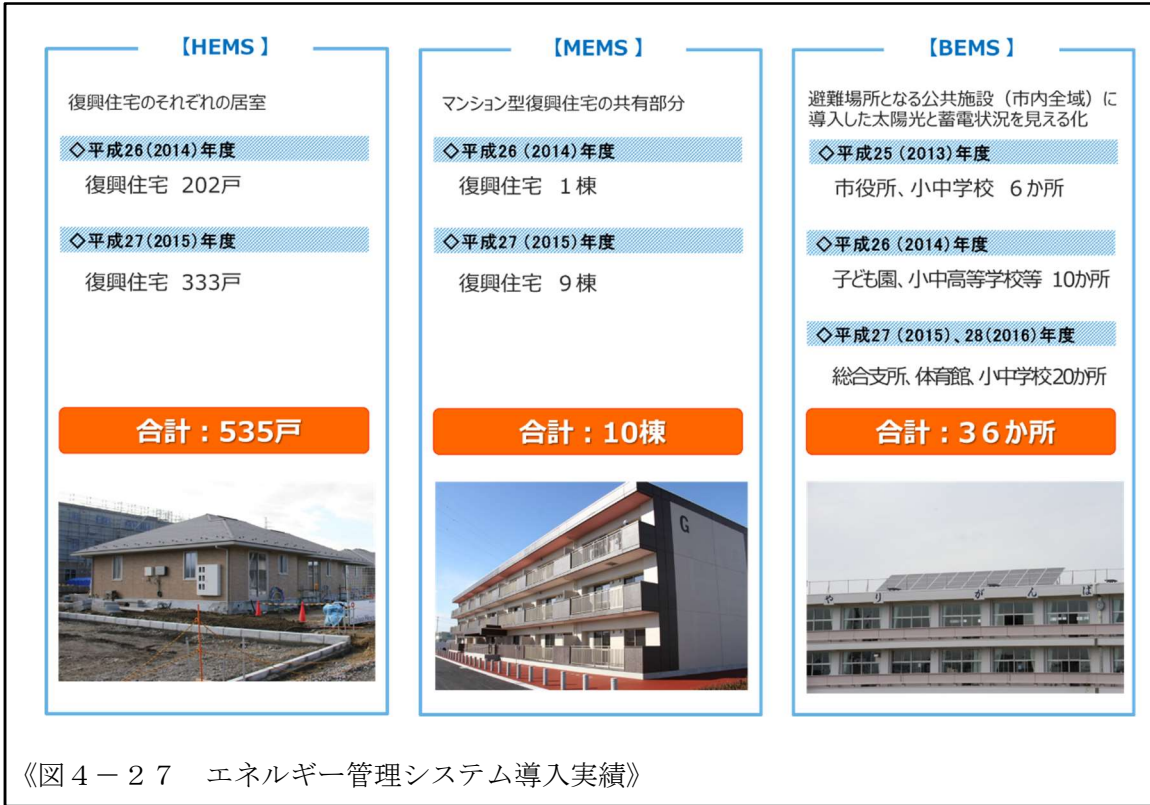 【HEMS】
復興住宅のそれぞれの居室
◇平成26(2014)年度
復興住宅 202戸
◇平成27(2015)年度
復興住宅 333戸
合計：535戸
【MEMS】
マンション型復興住宅の共有部分
◇平成26（2014)年度
復興住宅 1棟
◇平成27（2015)年度
復興住宅 9棟
合計：10棟
G
【BEMS】
避難場所となる公共施設（市内全域）に
導入した太陽光と蓄電状況を見える化
◇平成25（2013)年度
市役所、小中学校 6か所
◇平成26（2014)年度
子ども園、小中高等学校等 10か所
◇平成27（2015)、28(2016)年度
総合支所、体育館、小中学校20か所
合計：３６か所
やりがんば
《図４－２７　エネルギー管理システム導入実績》